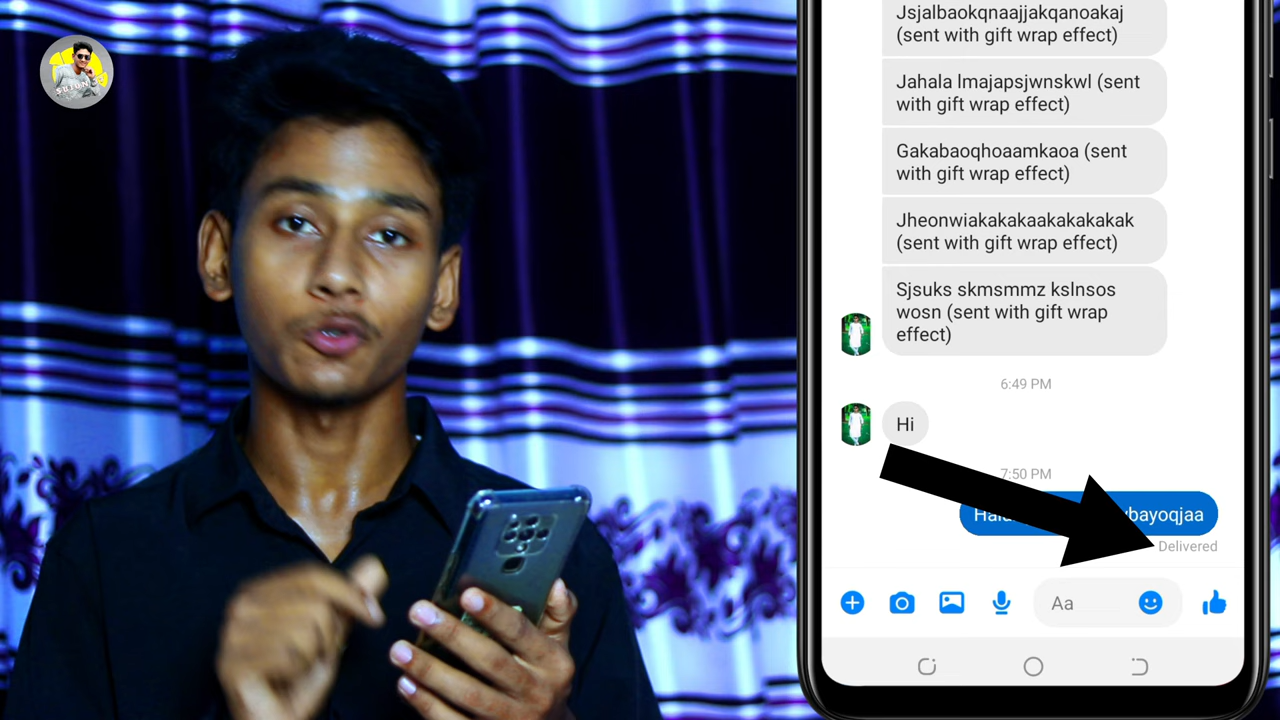 Jsjalbaokqnaajjakqanoakaj
(sent with gift wrap effect)
Jahala lmajapsjwnskwl (sent
with gift wrap effect)
Gakabaoqhoaamkaoa (sent
with gift wrap effect)
Jheonwiakakakaakakakakak
(sent with gift wrap effect)
Sjsuks skmsmmz kslnsos
wosn (sent with gift wrap
effect)
6:49 PM
Hi
7:50 PM
Delivered
Aa